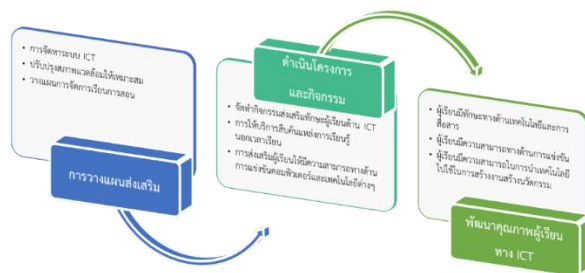 • การจัดหาระบบ ICT
• ปรับปรุงสภาพแวดล้อมให้เหมาะสม
• วางแผนการจัดการเรียนการสอน
การวางแผนส่งเสริม
ดำเนินโครงการ
และกิจกรรม
• จัดทำกิจกรรมส่งเสริมทักษะผู้เรียนด้าน ICT
• การให้บริการสืบค้นแหล่งการเรียนรู้
นอกเวลาเรียน
• การส่งเสริมผู้เรียนให้มีความสามารถทางด้าน
การแข่งขันคอมพิวเตอร์และเทคโนโลยีต่างๆ
• ผู้เรียนมีทักษะทางด้านเทคโนโลยีและการ
สื่อสาร
• ผู้เรียนมีความสามารถทางด้านการแข่งขัน
• ผู้เรียนมีความสามารถในการนำเทคโนโลยี
ไปใช้ในการสร้างงานสร้างนวัตกรรม
พัฒนาคุณภาพผู้เรียน
ทาง ICT